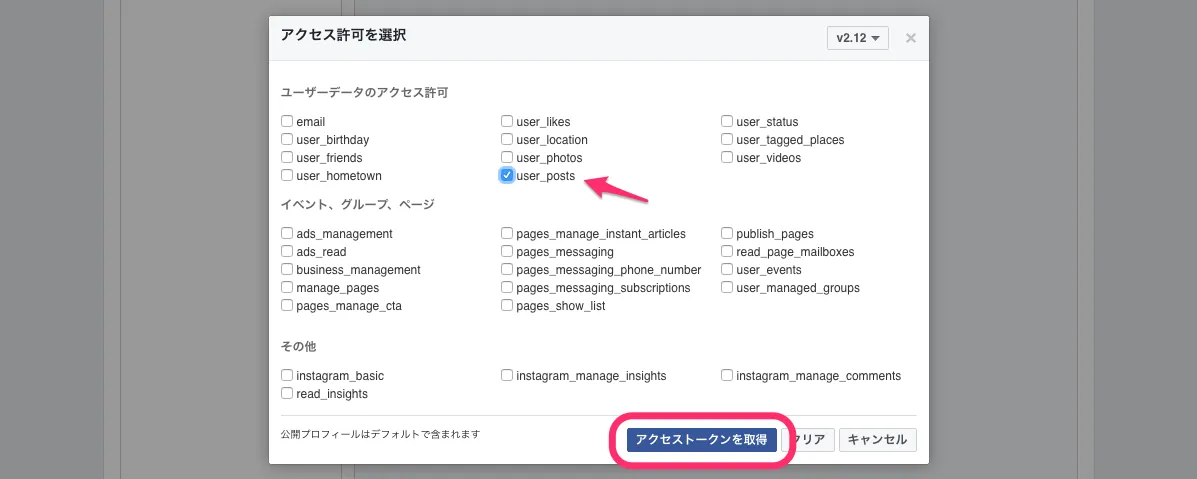 アクセス許可を選択
v2.12
ユーザーデータのアクセス許可
email user_likes user_status
user_birthday user_location user_tagged_places
user_friends user_photos user_videos
user_hometown user_posts
イベント、グループ、ページ
ads_management pages_manage_instant_articles publish_pages
ads_read pages_messaging read_page_mailboxes
business_management pages_messaging_phone_number user_events
manage_pages pages_messaging_subscriptions user_managed_groups
pages_manage_cta pages_show_list
その他
instagram_basic instagram_manage_insights instagram_manage_comments
read_insights
公開プロフィールはデフォルトで含まれます アクセストークンを取得 クリア キャンセル